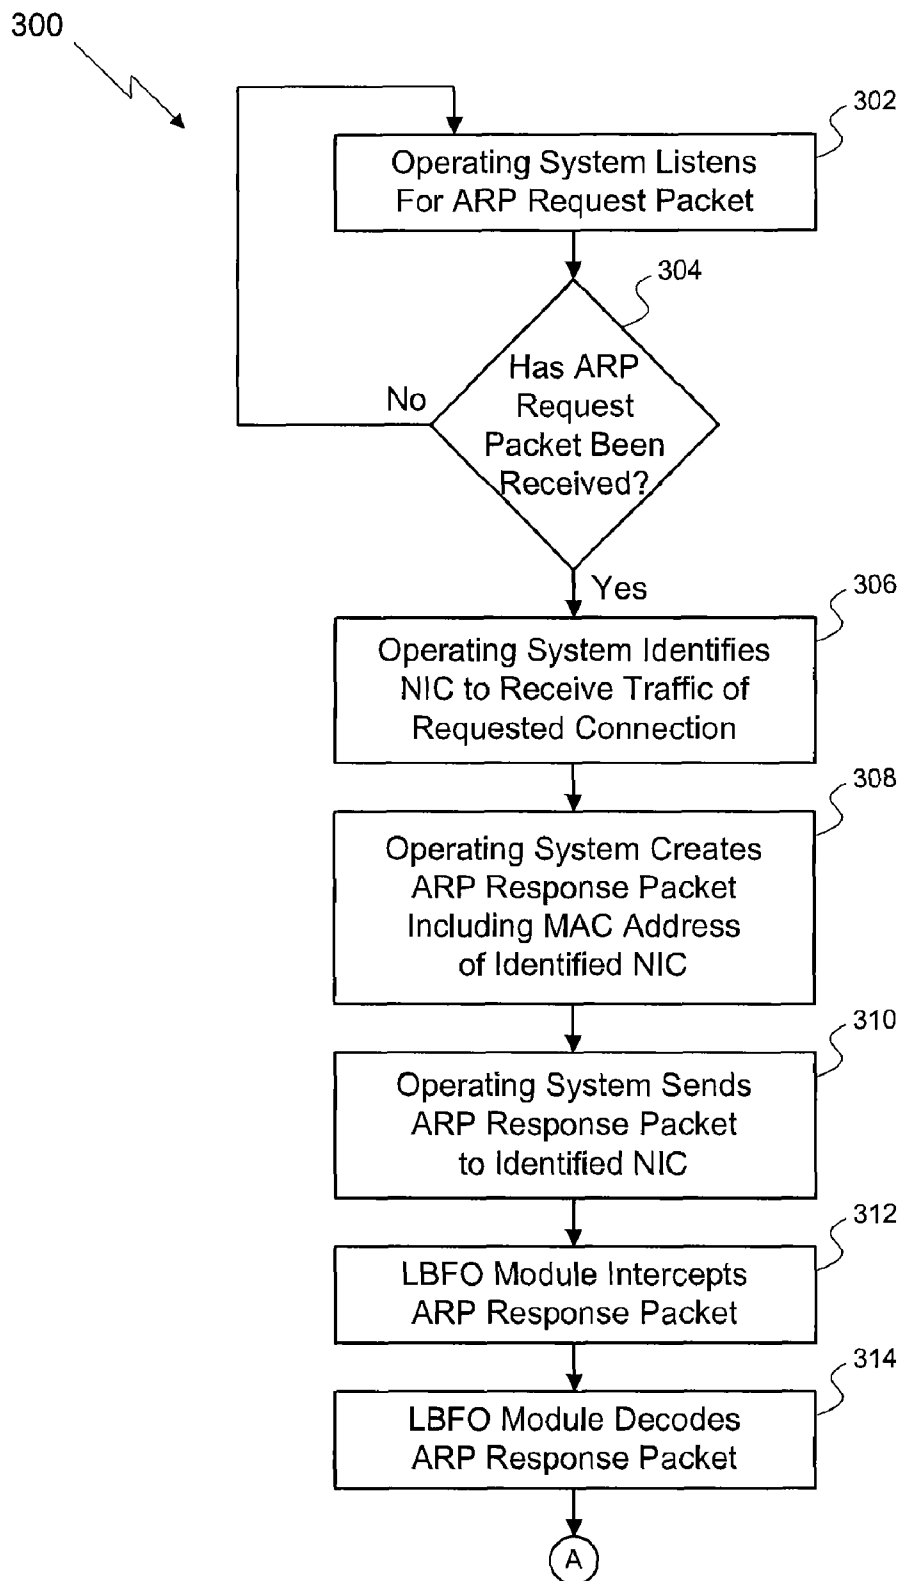 300
302
Operating System Listens
For ARP Request Packet
304
Has ARP
Request
Packet Been
Received?
No
Yes
306
Operating System Identifies
NIC to Receive Traffic of
Requested Connection
308
Operating System Creates
ARP Response Packet
Including MAC Address
of Identified NIC
310
Operating System Sends
ARP Response Packet
to Identified NIC
312
LBFO Module Intercepts
ARP Response Packet
314
LBFO Module Decodes
ARP Response Packet
A